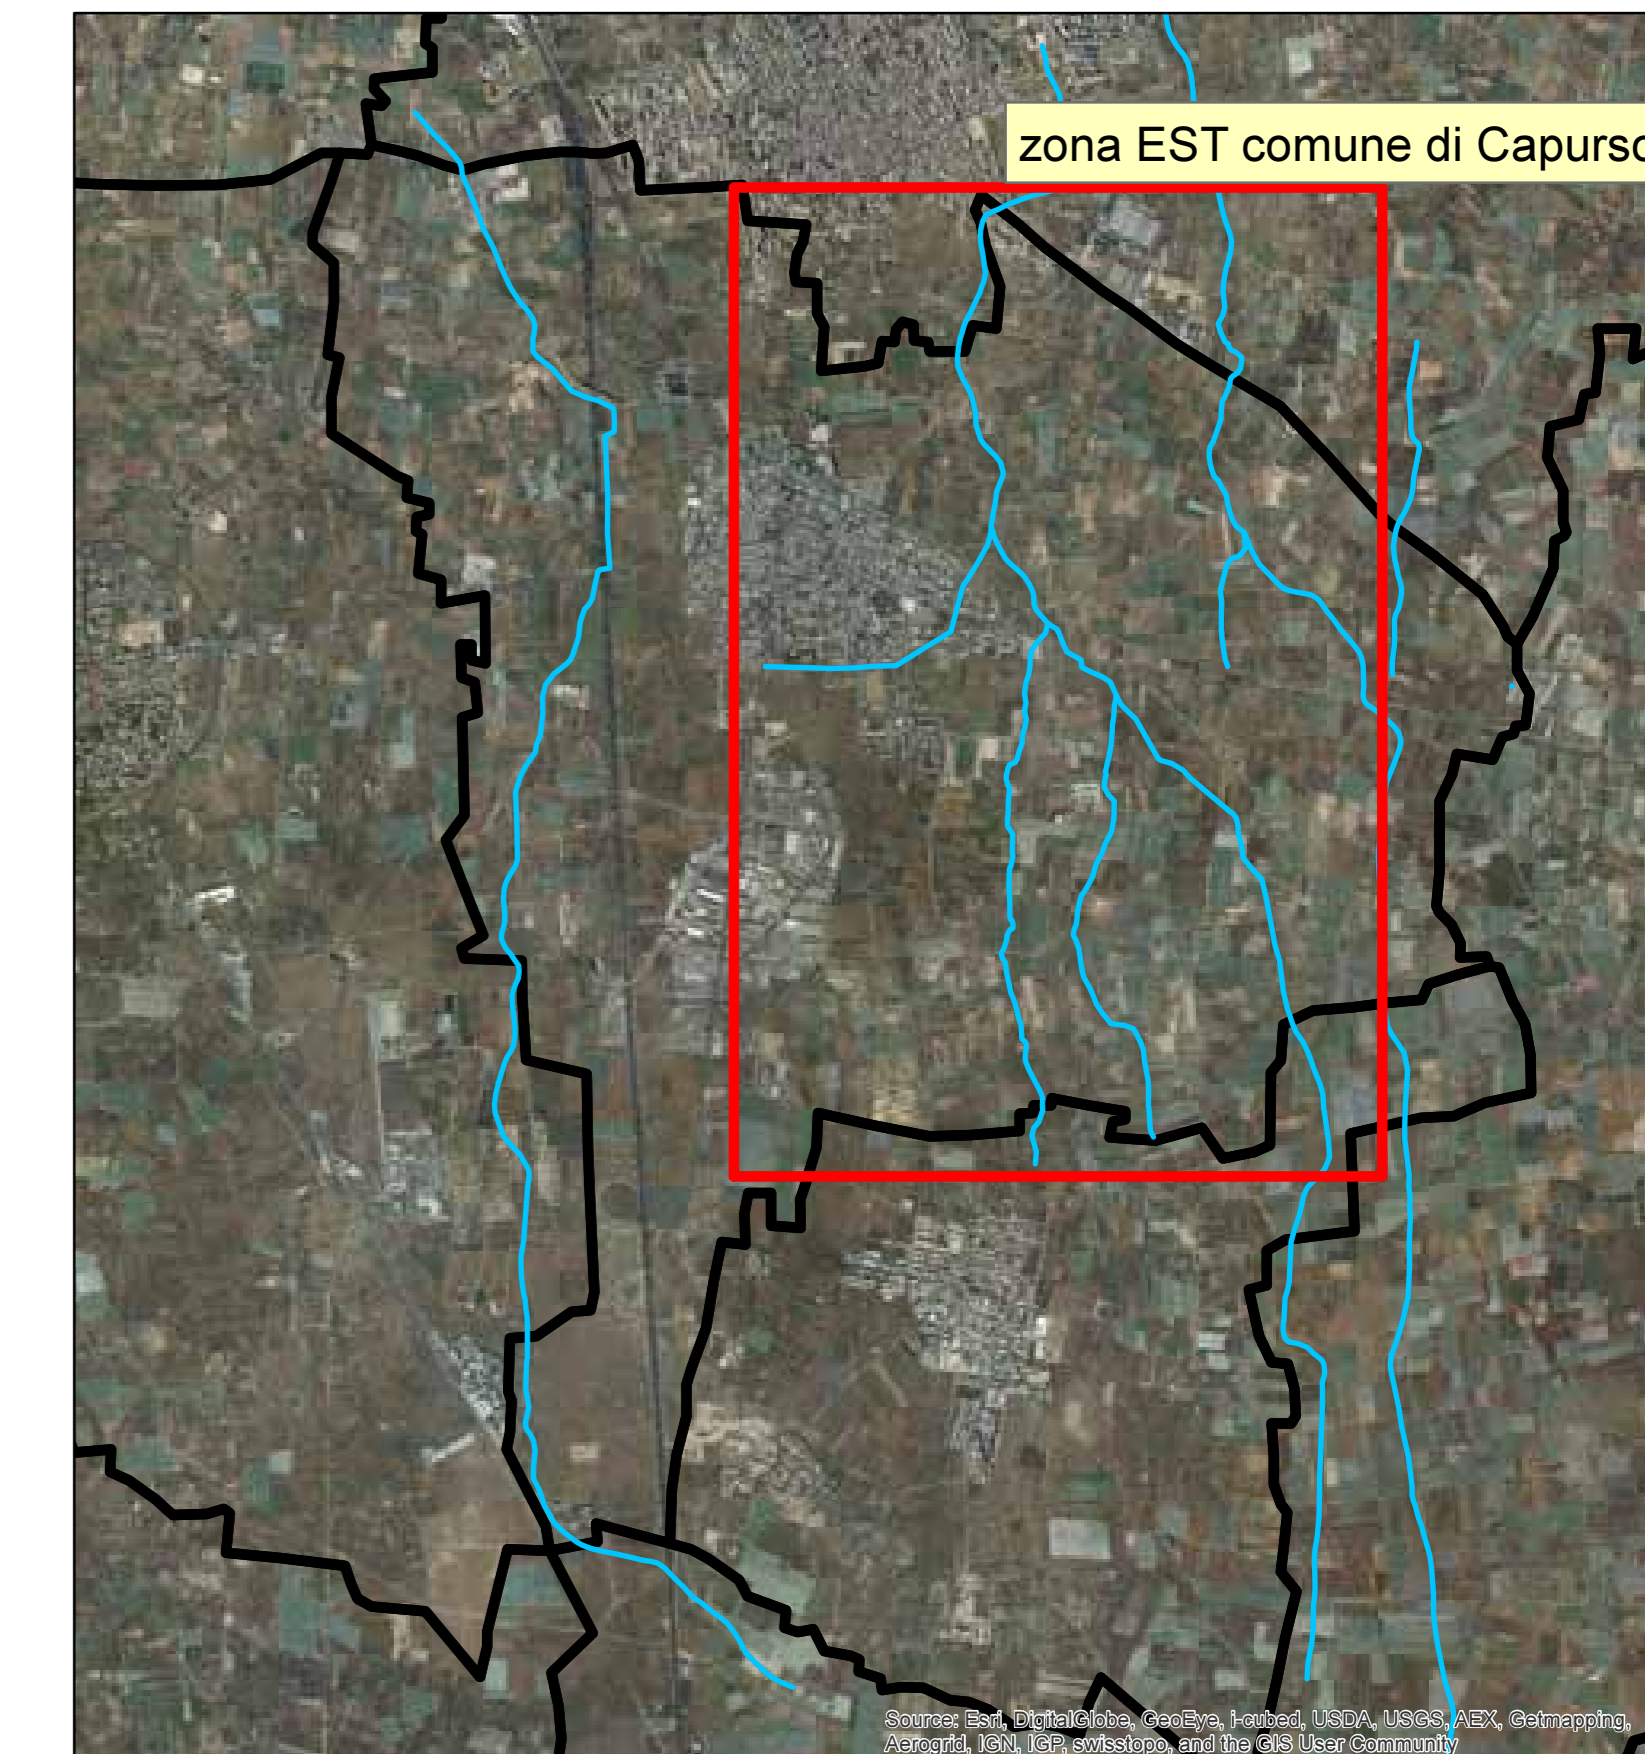 zona EST comune di Capurso
Source: Esri, DigitalGlobe, GeoEye, i-cubed, USDA, USGS, AEX, Getmapping,
Aerogrid, IGN, IGP, swisstopo, and the GIS User Community